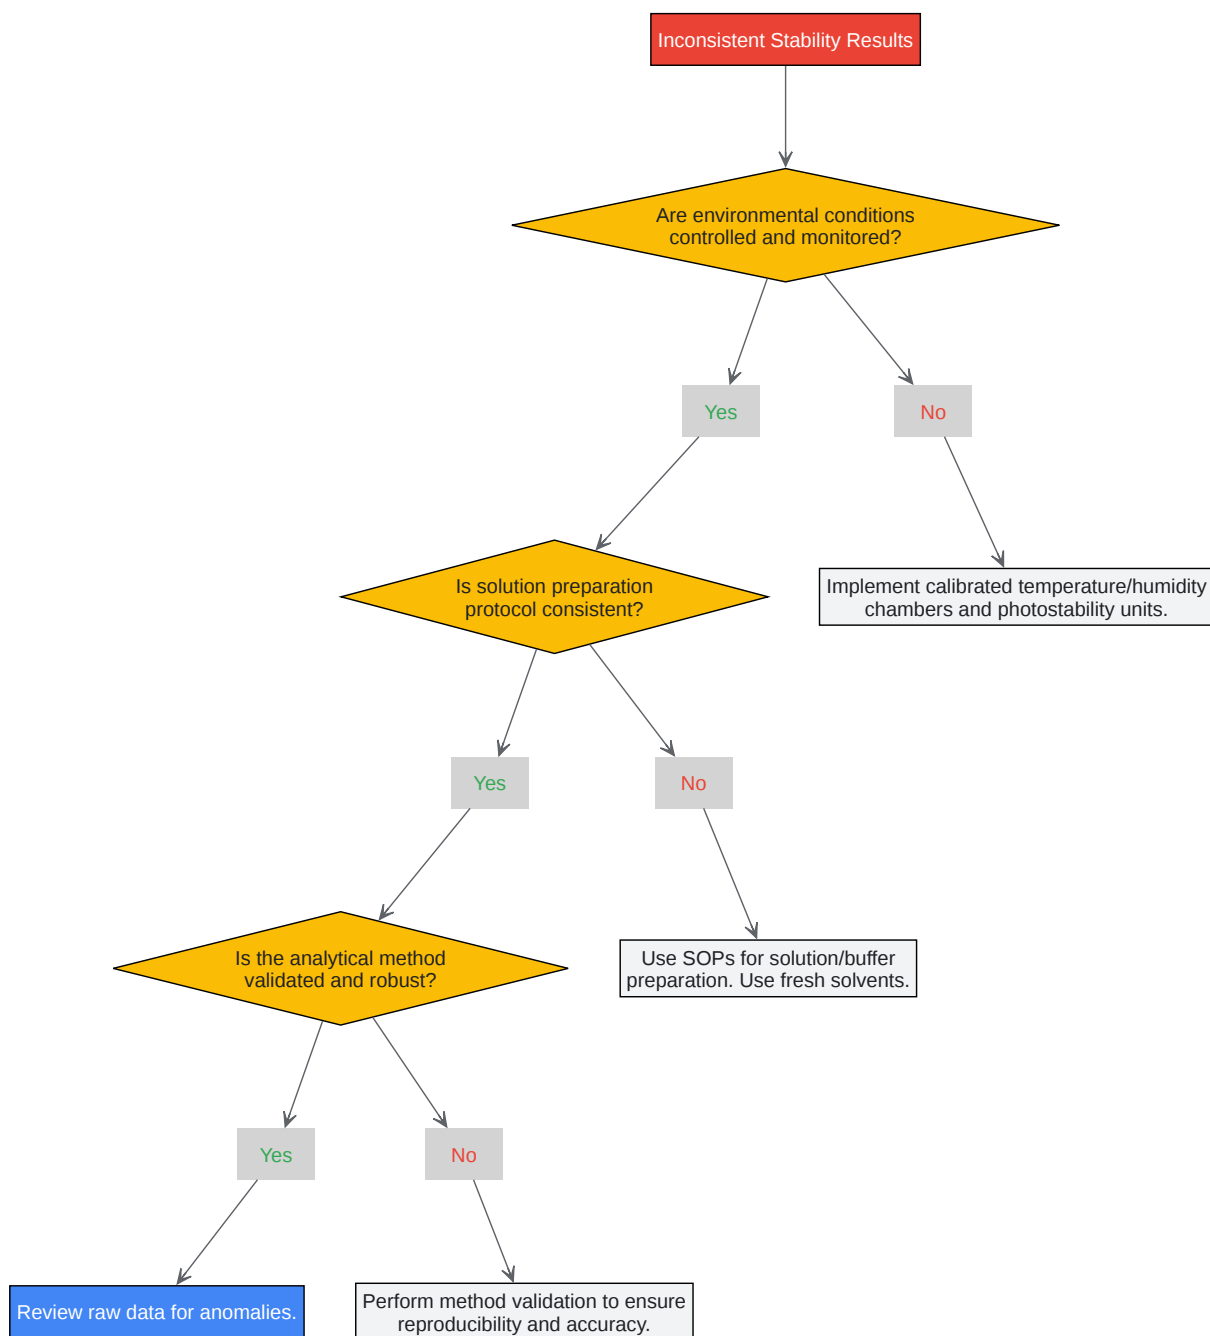 Inconsistent Stability Results
Are environmental conditions
controlled and monitored?
Yes
No
Is solution preparation
protocol consistent?
Implement calibrated temperature/humidity
chambers and photostability units.
Yes
No
Is the analytical method
validated and robust?
Use SOPs for solution/buffer
preparation. Use fresh solvents.
Yes
No
Review raw data for anomalies.
Perform method validation to ensure
reproducibility and accuracy.